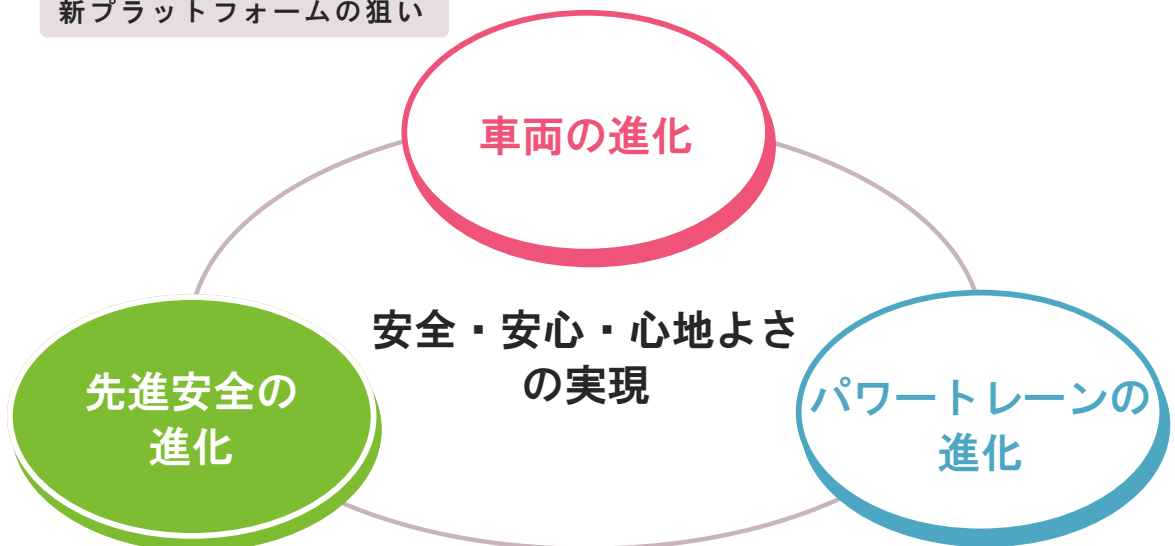 新プラットフォームの狙い
車両の進化
安全・安心・心地よさ
の実現
先進安全の
進化
パワートレーンの
進化